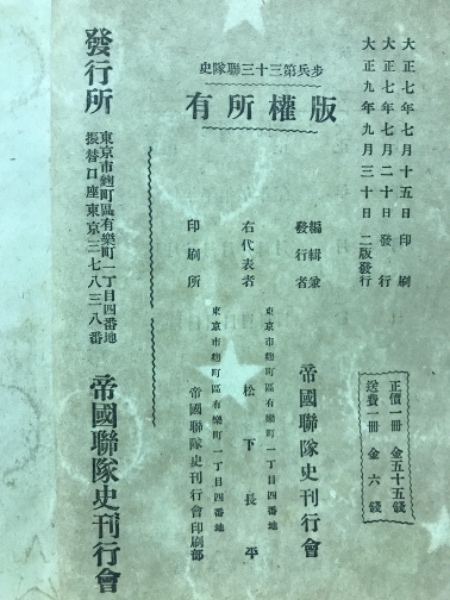 大正七年七月十五日印刷
大正七年七月二十日發行
大正九年九月三十日二版發行
正價一冊金五十五錢
送費一冊金六錢
步兵第三十三聯隊史
版權所有
編輯兼
發行者
帝國聯隊史刊行會
東京市麴町區有樂町一丁目四番地
右代表者
松下長平
東京市麴町區有樂町一丁目四番地
印刷所
帝國聯隊史刊行會印刷部
發行所
東京市麴町區有樂町一丁目四番地
振替口座東京三七八三八番
帝國聯隊史刊行會